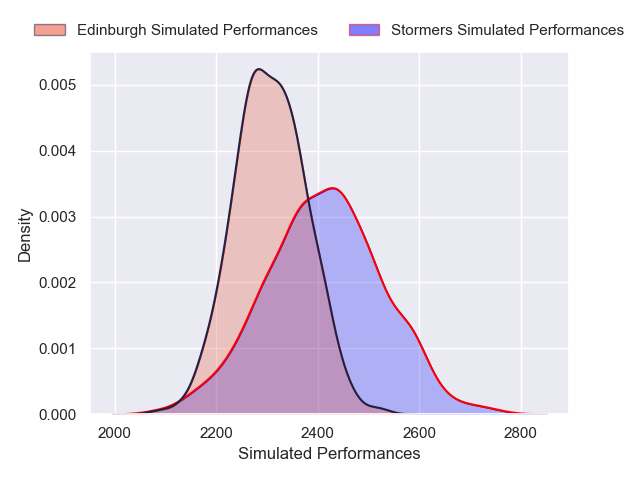 Edinburgh Simulated Performances Stormers Simulated Performances
0.005
0.004
0.003
0.002
0.001
0.000
Density
2000 2200 2400 2600 2800
Simulated Performances